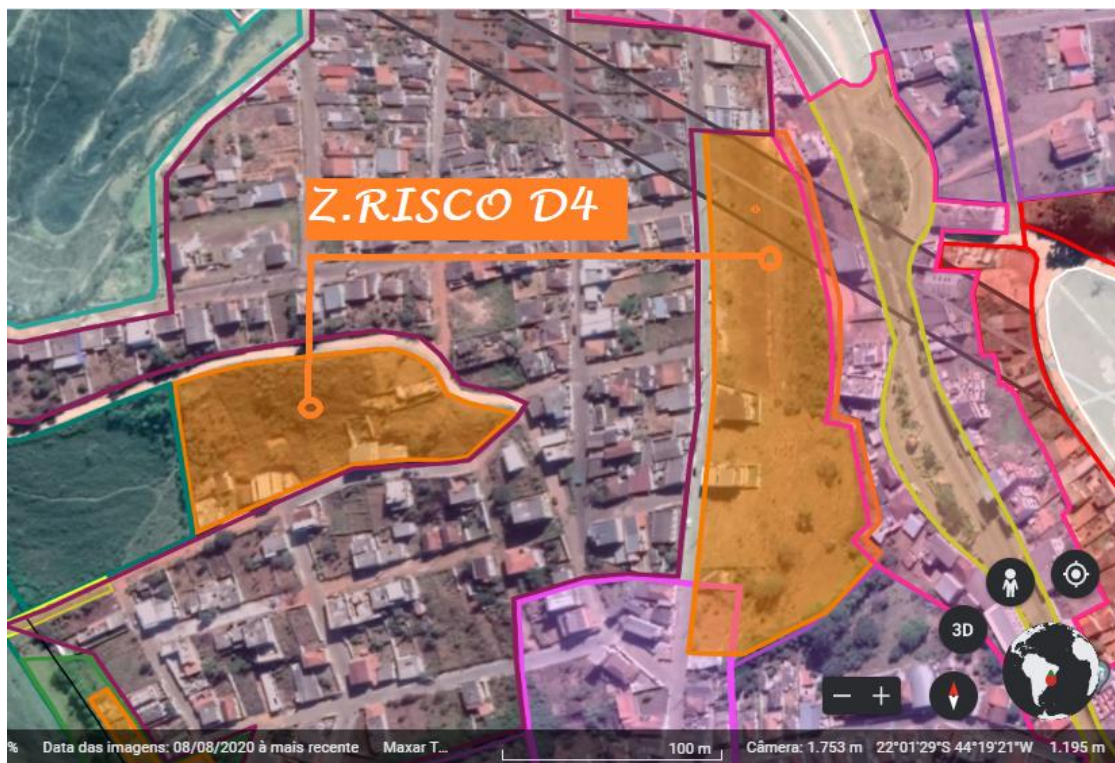 Z.RISCO D4
3D
%
Data das imagens: 08/08/2020 à mais recente
Maxar T...
100 m
Câmera: 1.753 m
22°01'29"S 44°19'21"W
1.195 m